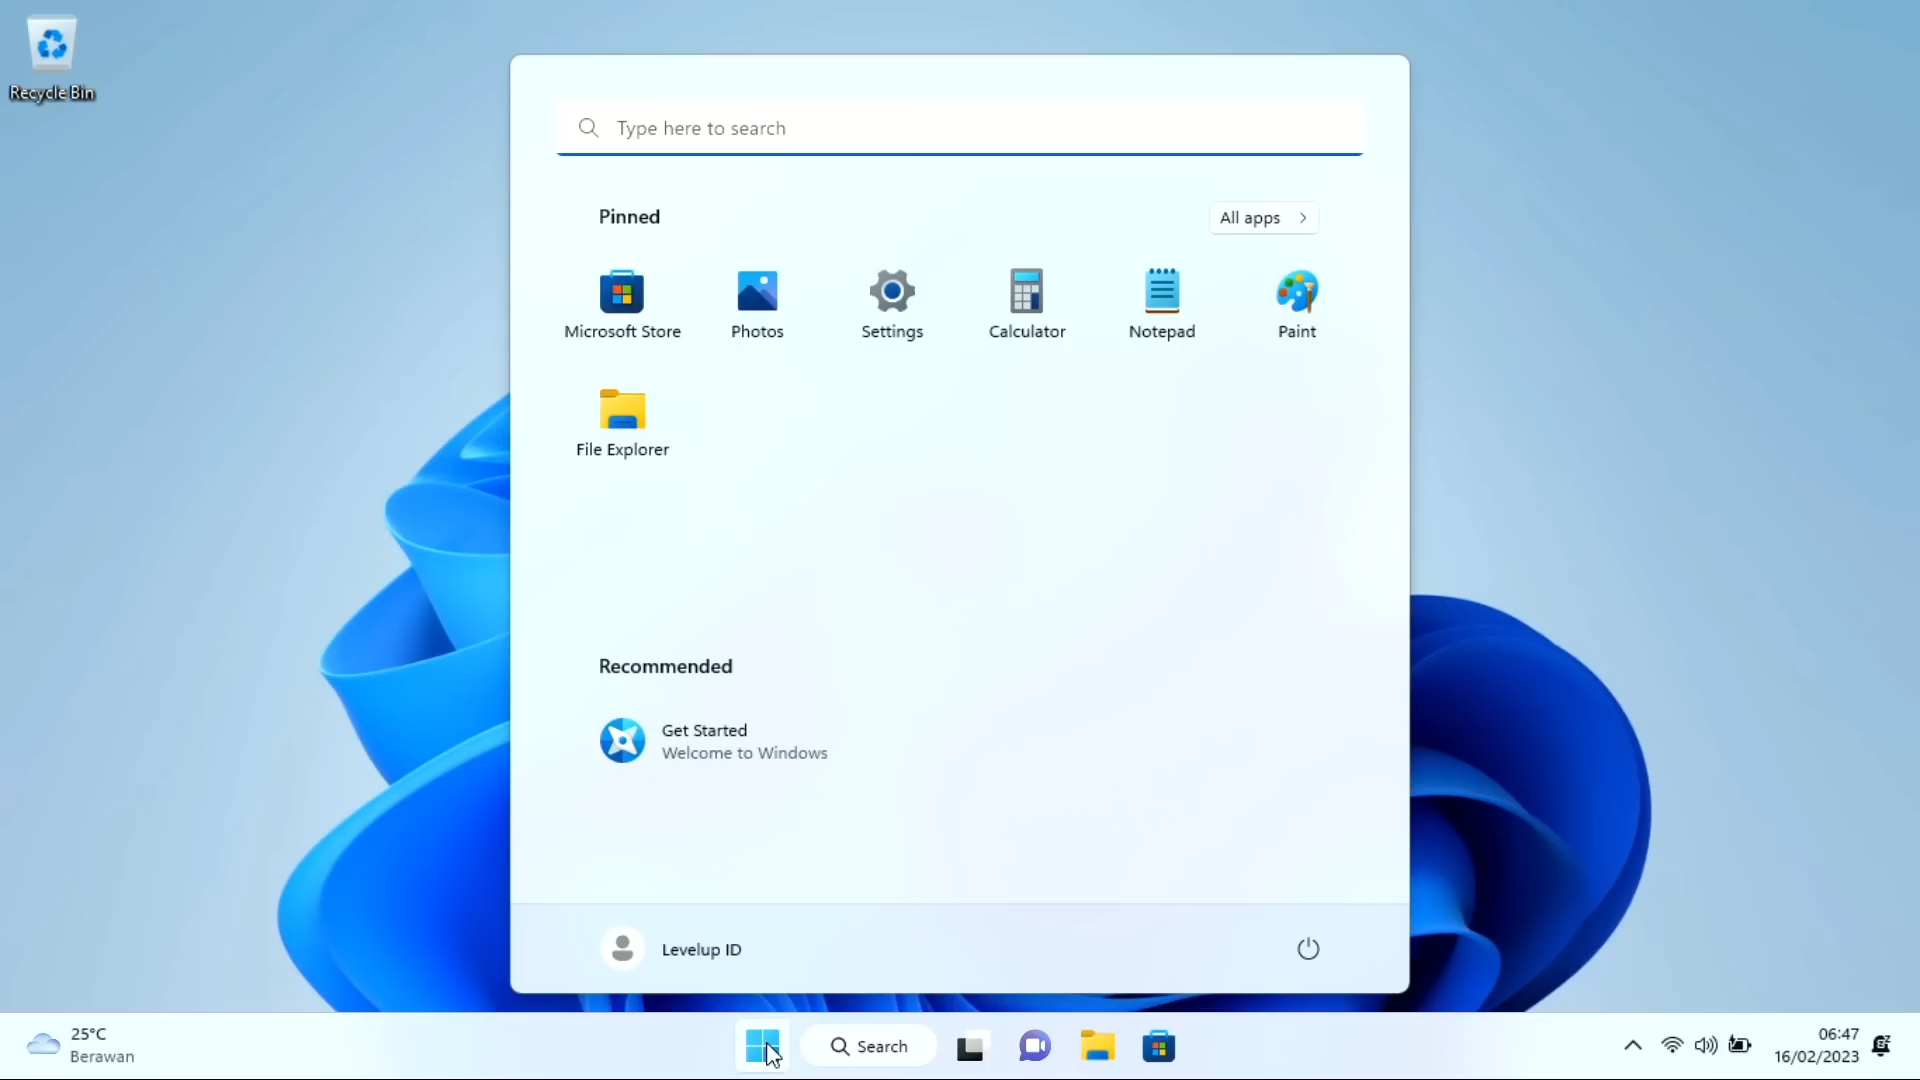 Recycle Bin
Type here to search
Pinned
All apps
Microsoft Store
Photos
Settings
Calculator
Notepad
Paint
File Explorer
Recommended
Get Started
Welcome to Windows
Levelup ID
25°C
Berawan
Search
06:47
16/02/2023